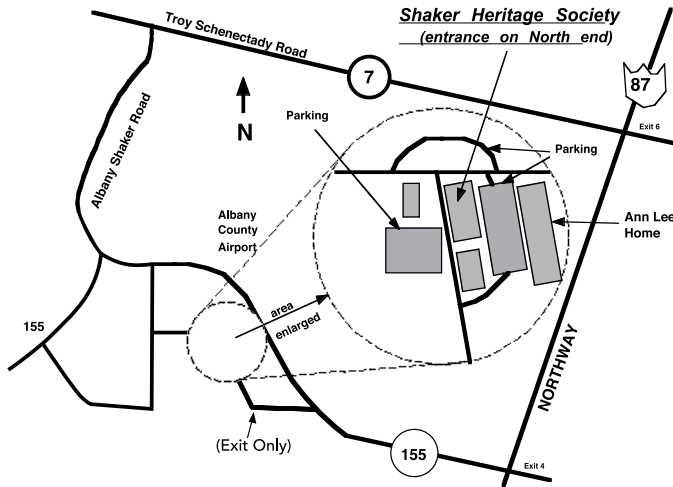 Shaker Heritage Society
(entrance on North end)
Troy Schenectady Road
7
87
Exit 6
N
Parking
Parking
Albany Shaker Road
Albany
County
Airport
Ann Lee
Home
area
enlarged
155
NORTHWAY
(Exit Only)
155
Exit 4